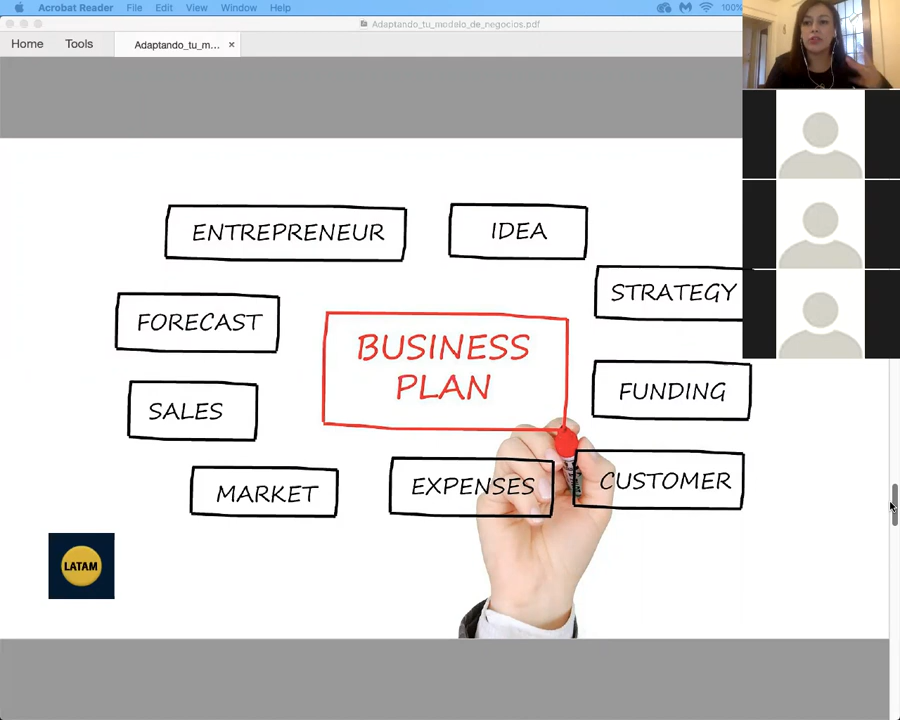 Acrobat Reader File Edit View Window Help 100%
Adaptando_tu_modelo_de_negocios.pdf
Home Tools Adaptando_tu_m... ×
ENTREPRENEUR
IDEA
STRATEGY
FORECAST
BUSINESS
PLAN
FUNDING
SALES
MARKET
EXPENSES
CUSTOMER
LATAM